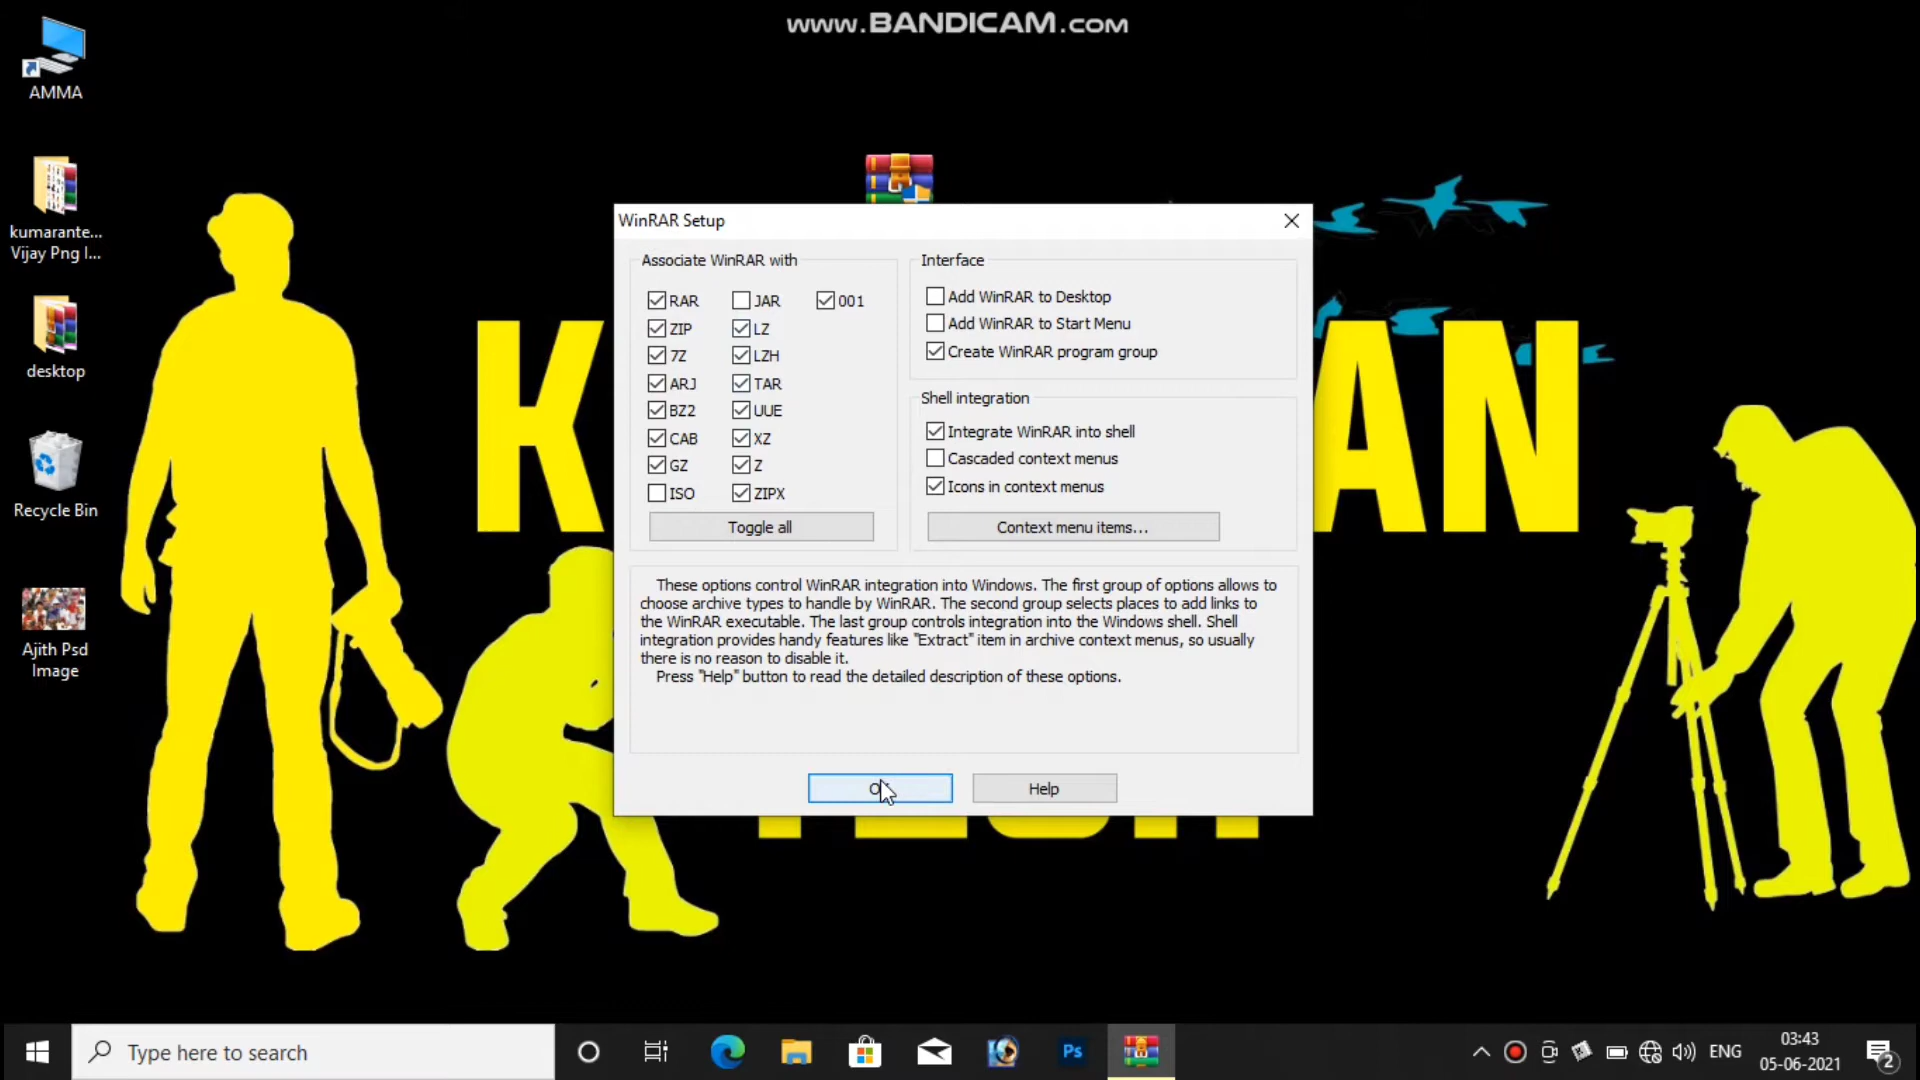 www.BANDICAM.com
AMMA
kumarante...
Vijay Png I...
desktop
Recycle Bin
Ajith Psd
Image
K
AN
WinRAR Setup
Associate WinRAR with
RAR
JAR
001
ZIP
LZ
7Z
LZH
ARJ
TAR
BZ2
UUE
CAB
XZ
GZ
Z
ISO
ZIPX
Toggle all
Interface
Add WinRAR to Desktop
Add WinRAR to Start Menu
Create WinRAR program group
Shell integration
Integrate WinRAR into shell
Cascaded context menus
Icons in context menus
Context menu items...
These options control WinRAR integration into Windows. The first group of options allows to
choose archive types to handle by WinRAR. The second group selects places to add links to
the WinRAR executable. The last group controls integration into the Windows shell. Shell
integration provides handy features like "Extract" item in archive context menus, so usually
there is no reason to disable it.
Press "Help" button to read the detailed description of these options.
Help
Type here to search
Ps
ENG
03:43
05-06-2021
2